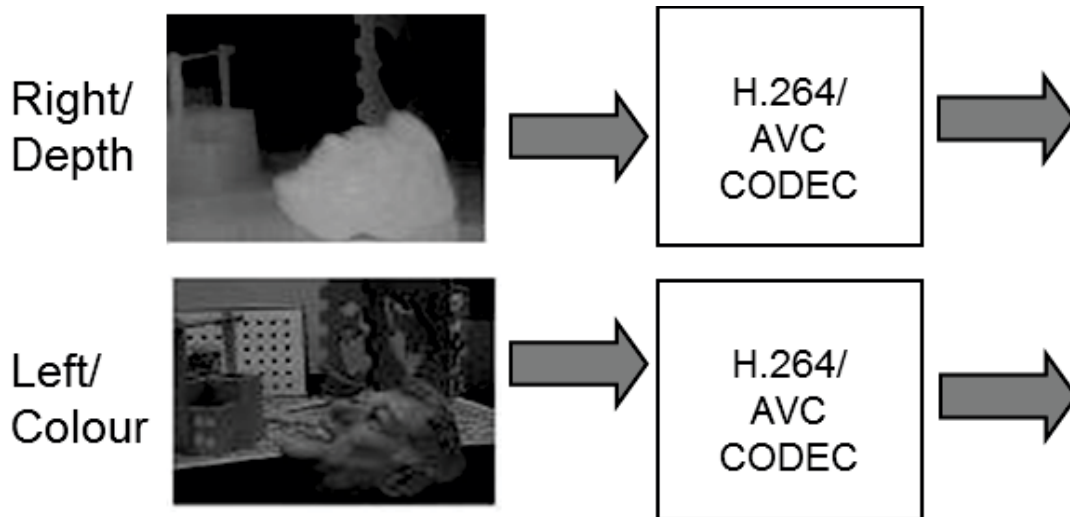 Right/
Depth
H.264/
AVC
CODEC
Left/
Colour
H.264/
AVC
CODEC